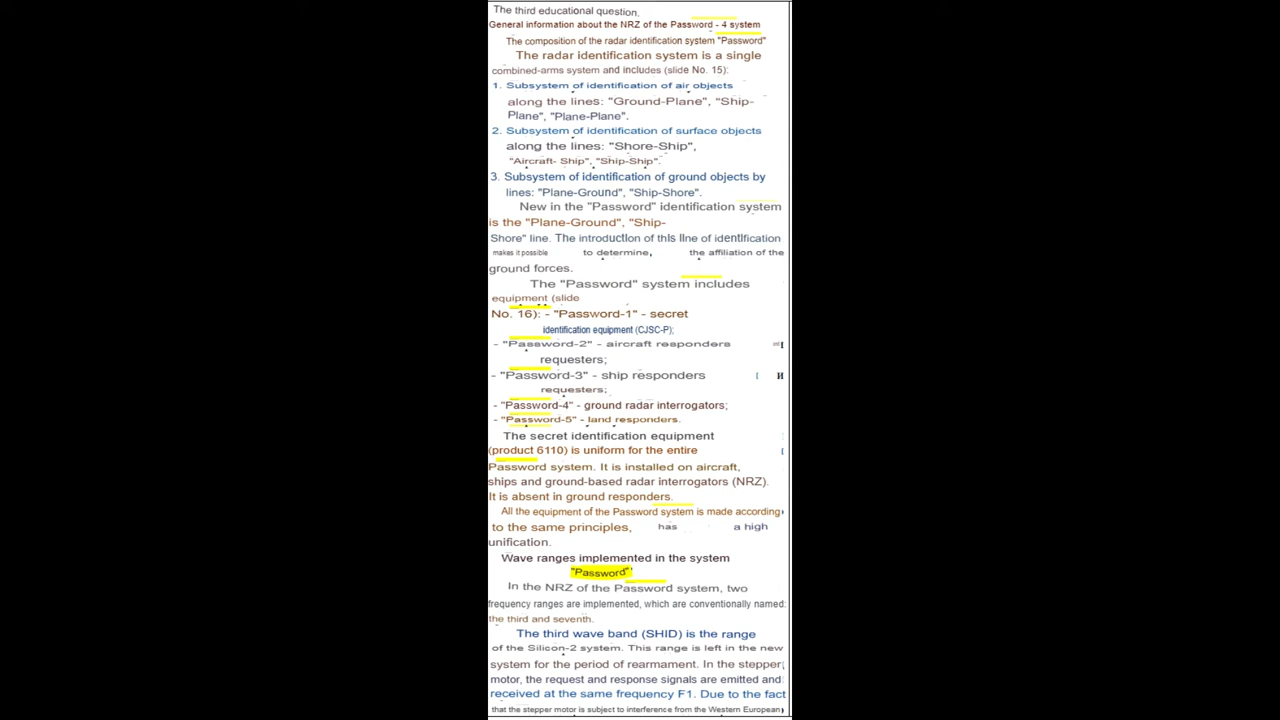 The third educational question.
General information about the NRZ of the Password - 4 system
The composition of the radar identification system "Password"
The radar identification system is a single
combined-arms system and includes (slide No. 15):
1. Subsystem of identification of air objects
along the lines: "Ground-Plane", "Ship-
Plane", "Plane-Plane".
2. Subsystem of identification of surface objects
along the lines: "Shore-Ship",
"Aircraft- Ship", "Ship-Ship".
3. Subsystem of identification of ground objects by
lines: "Plane-Ground", "Ship-Shore".
New in the "Password" identification system
is the "Plane-Ground", "Ship-
Shore" line. The introduction of this line of identification
makes it possible to determine, the affiliation of the
ground forces.
The "Password" system includes
equipment (slide
No. 16): - "Password-1" - secret
identification equipment (CJSC-P);
- "Password-2" - aircraft responders
requesters;
- "Password-3" - ship responders И
requesters;
- "Password-4" - ground radar interrogators;
- "Password-5" - land responders.
The secret identification equipment
(product 6110) is uniform for the entire
Password system. It is installed on aircraft,
ships and ground-based radar interrogators (NRZ).
It is absent in ground responders.
All the equipment of the Password system is made according
to the same principles, has a high
unification.
Wave ranges implemented in the system
"Password"
In the NRZ of the Password system, two
frequency ranges are implemented, which are conventionally named:
the third and seventh.
The third wave band (SHID) is the range
of the Silicon-2 system. This range is left in the new
system for the period of rearmament. In the stepper
motor, the request and response signals are emitted and
received at the same frequency F1. Due to the fact
that the stepper motor is subject to interference from the Western European